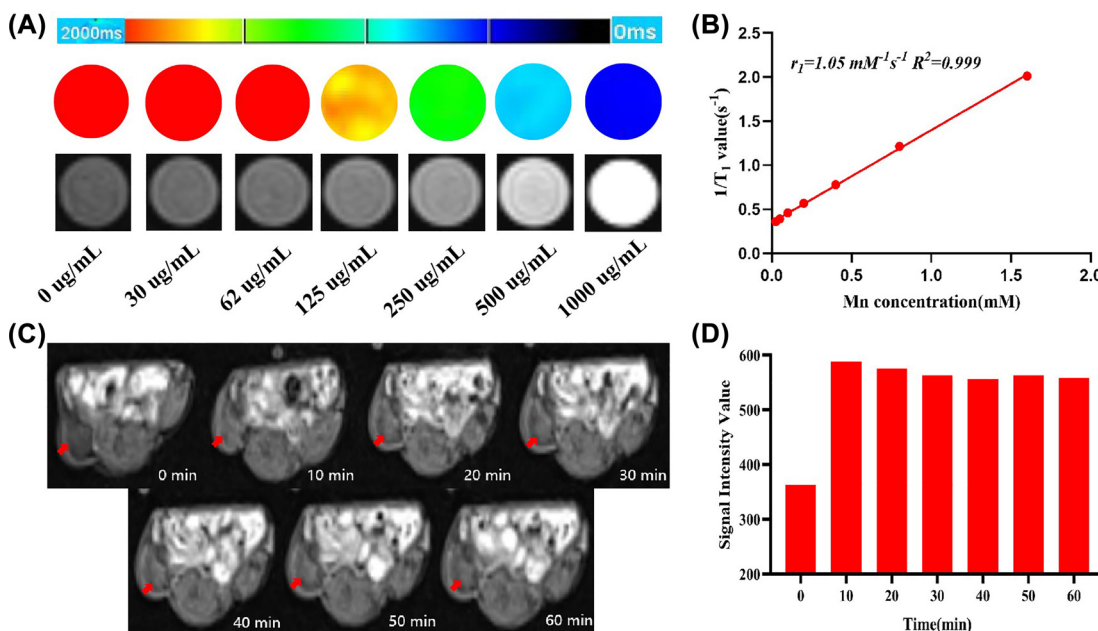 (A)
2000ms
0ms
0 ug/mL
30 ug/mL
62 ug/mL
125 ug/mL
250 ug/mL
500 ug/mL
1000 ug/mL
(B)
r₁=1.05 mM⁻¹s⁻¹ R²=0.999
1/T₁ value(s⁻¹)
2.5
2.0
1.5
1.0
0.5
0.0
0.0
0.5
1.0
1.5
2.0
Mn concentration(mM)
(C)
0 min
10 min
20 min
30 min
40 min
50 min
60 min
(D)
Signal Intensity Value
600
500
400
300
200
0
10
20
30
40
50
60
Time(min)